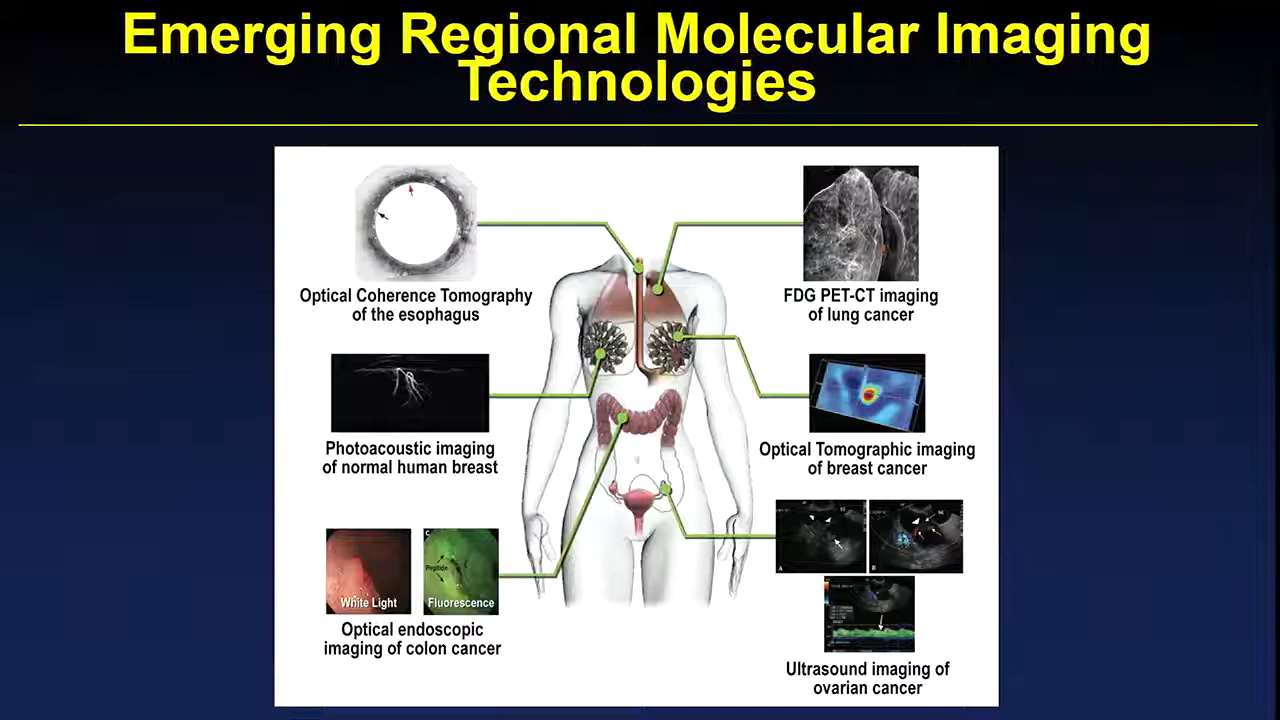 Emerging Regional Molecular Imaging
Technologies
Optical Coherence Tomography
of the esophagus
FDG PET-CT imaging
of lung cancer
Photoacoustic imaging
of normal human breast
Optical Tomographic imaging
of breast cancer
Peptide
White Light
Fluorescence
Optical endoscopic
imaging of colon cancer
A
B
Ultrasound imaging of
ovarian cancer